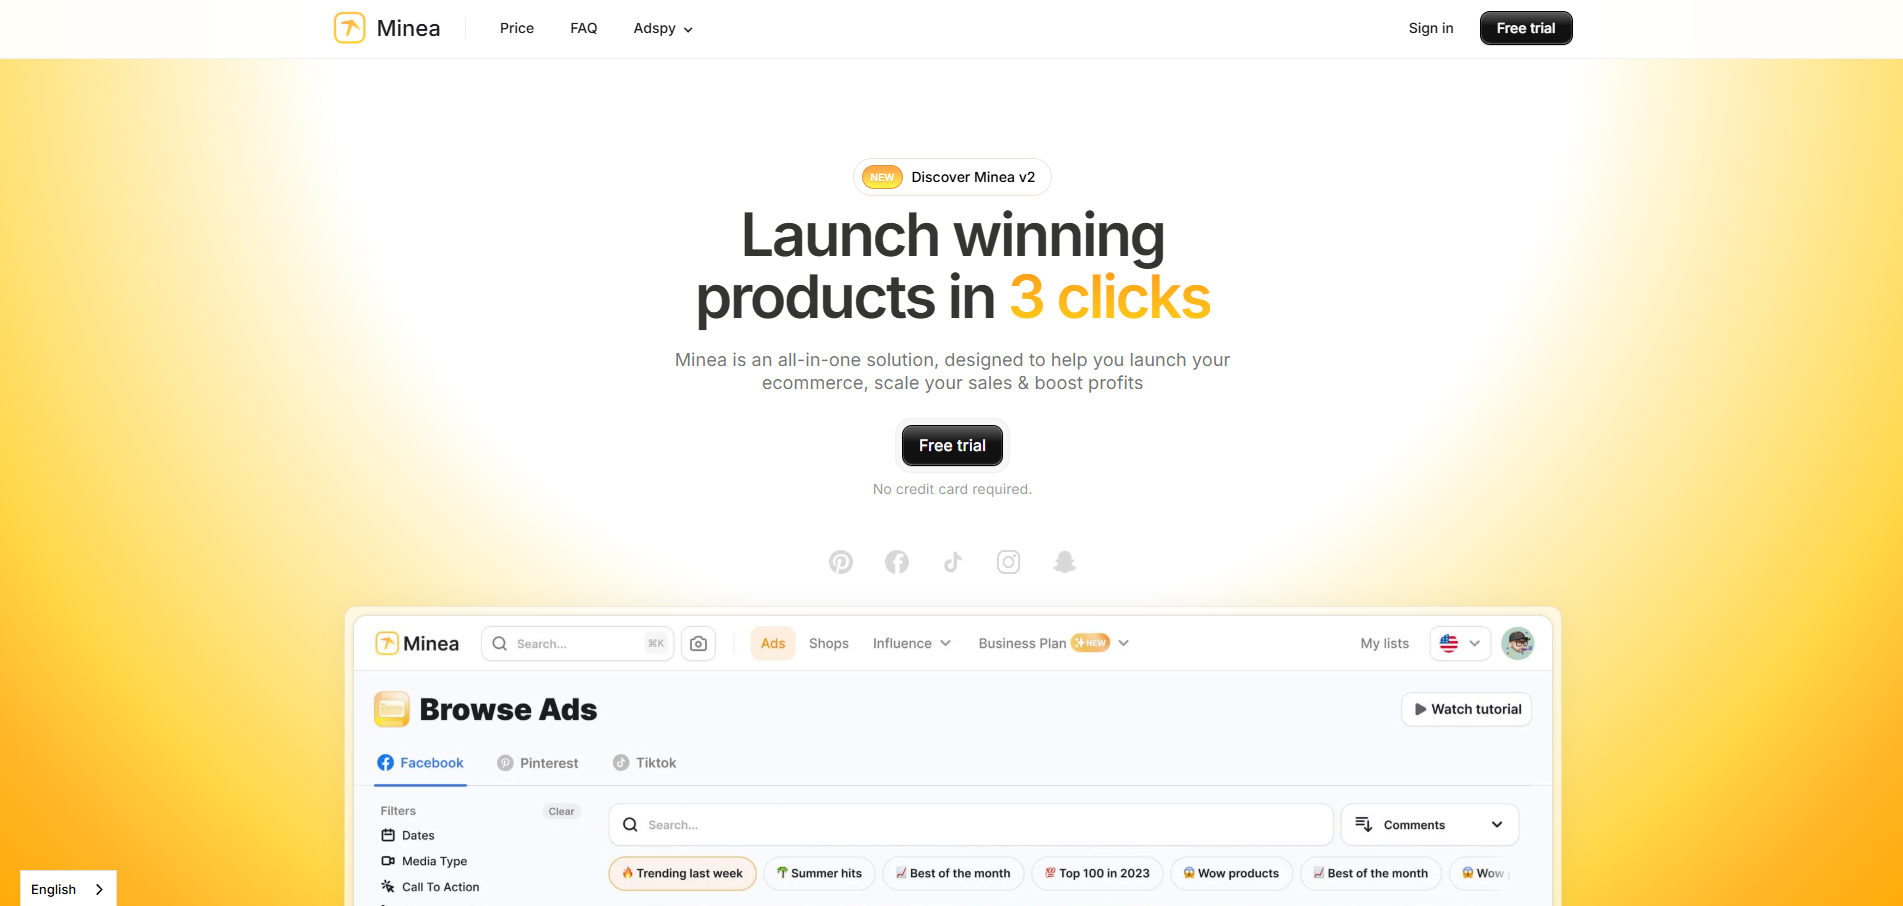 Minea
Price
FAQ
Adspy
Sign in
Free trial
NEW Discover Minea v2
Launch winning
products in 3 clicks
Minea is an all-in-one solution, designed to help you launch your
ecommerce, scale your sales & boost profits
Free trial
No credit card required.
Minea
Search...
⌘K
Ads
Shops
Influence
Business Plan
NEW
My lists
Browse Ads
Watch tutorial
Facebook
Pinterest
Tiktok
Filters
Clear
Search...
Comments
Dates
Media Type
Call To Action
🔥 Trending last week
🌴 Summer hits
📈 Best of the month
💯 Top 100 in 2023
😱 Wow products
📈 Best of the month
😱 Wow
English